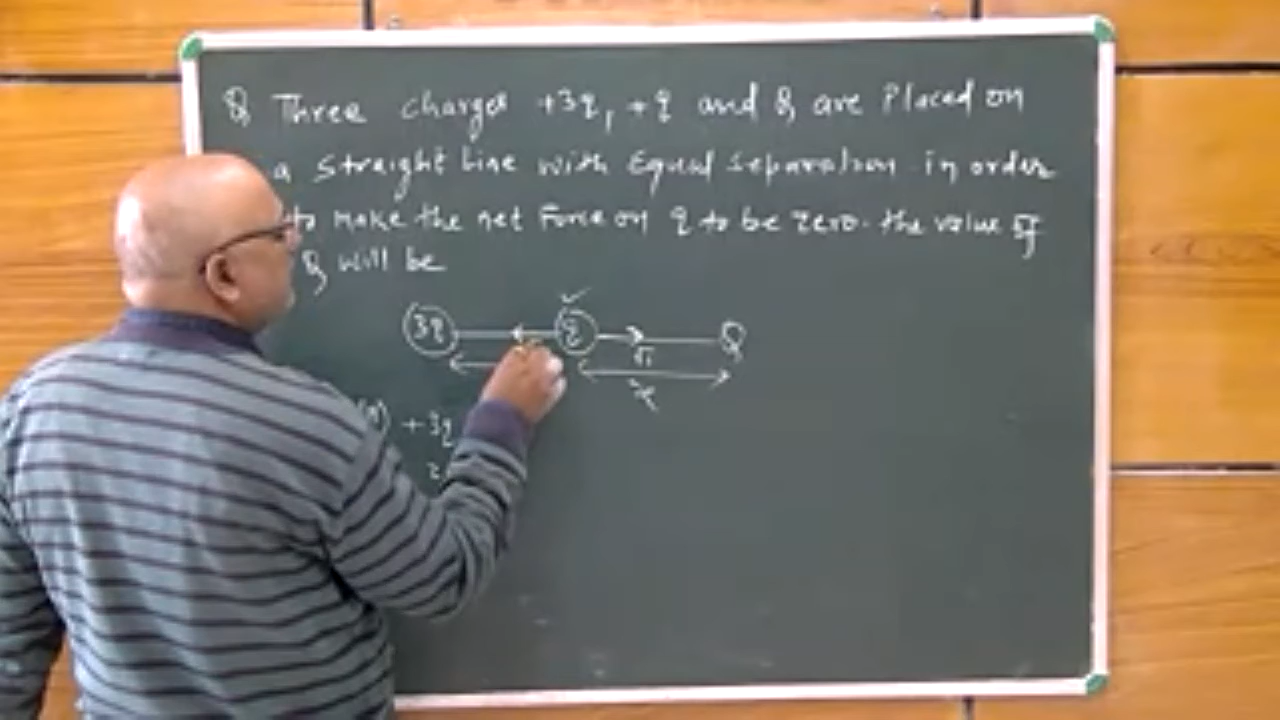 Q Three charges +3q, +q and Q are Placed on
a straight line with Equal separation. in order
to make the net Force on q to be zero. the value of
Q will be
3q q Q
F1
x
+3q